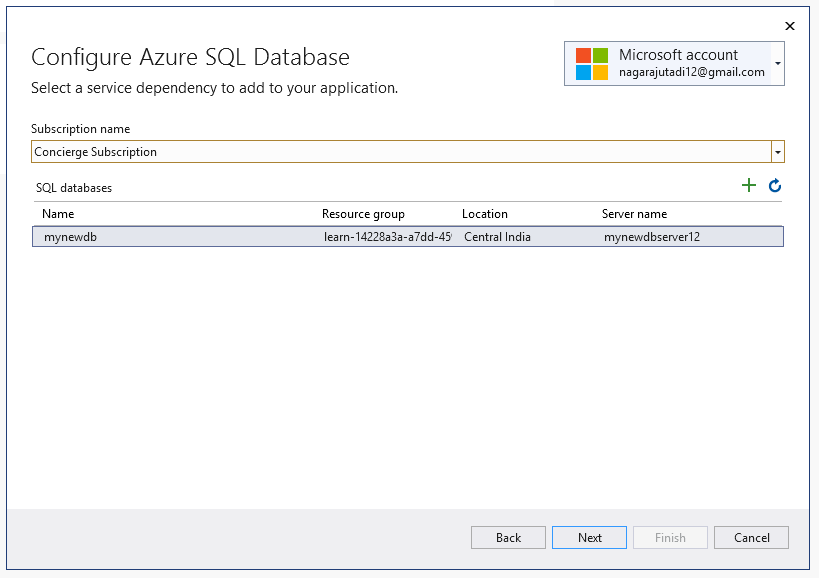 Configure Azure SQL Database
Select a service dependency to add to your application.
Microsoft account
nagarajutadi12@gmail.com
Subscription name
Concierge Subscription
SQL databases
Name Resource group Location Server name
mynewdb learn-14228a3a-a7dd-45 Central India mynewdbserver12
Back Next Finish Cancel